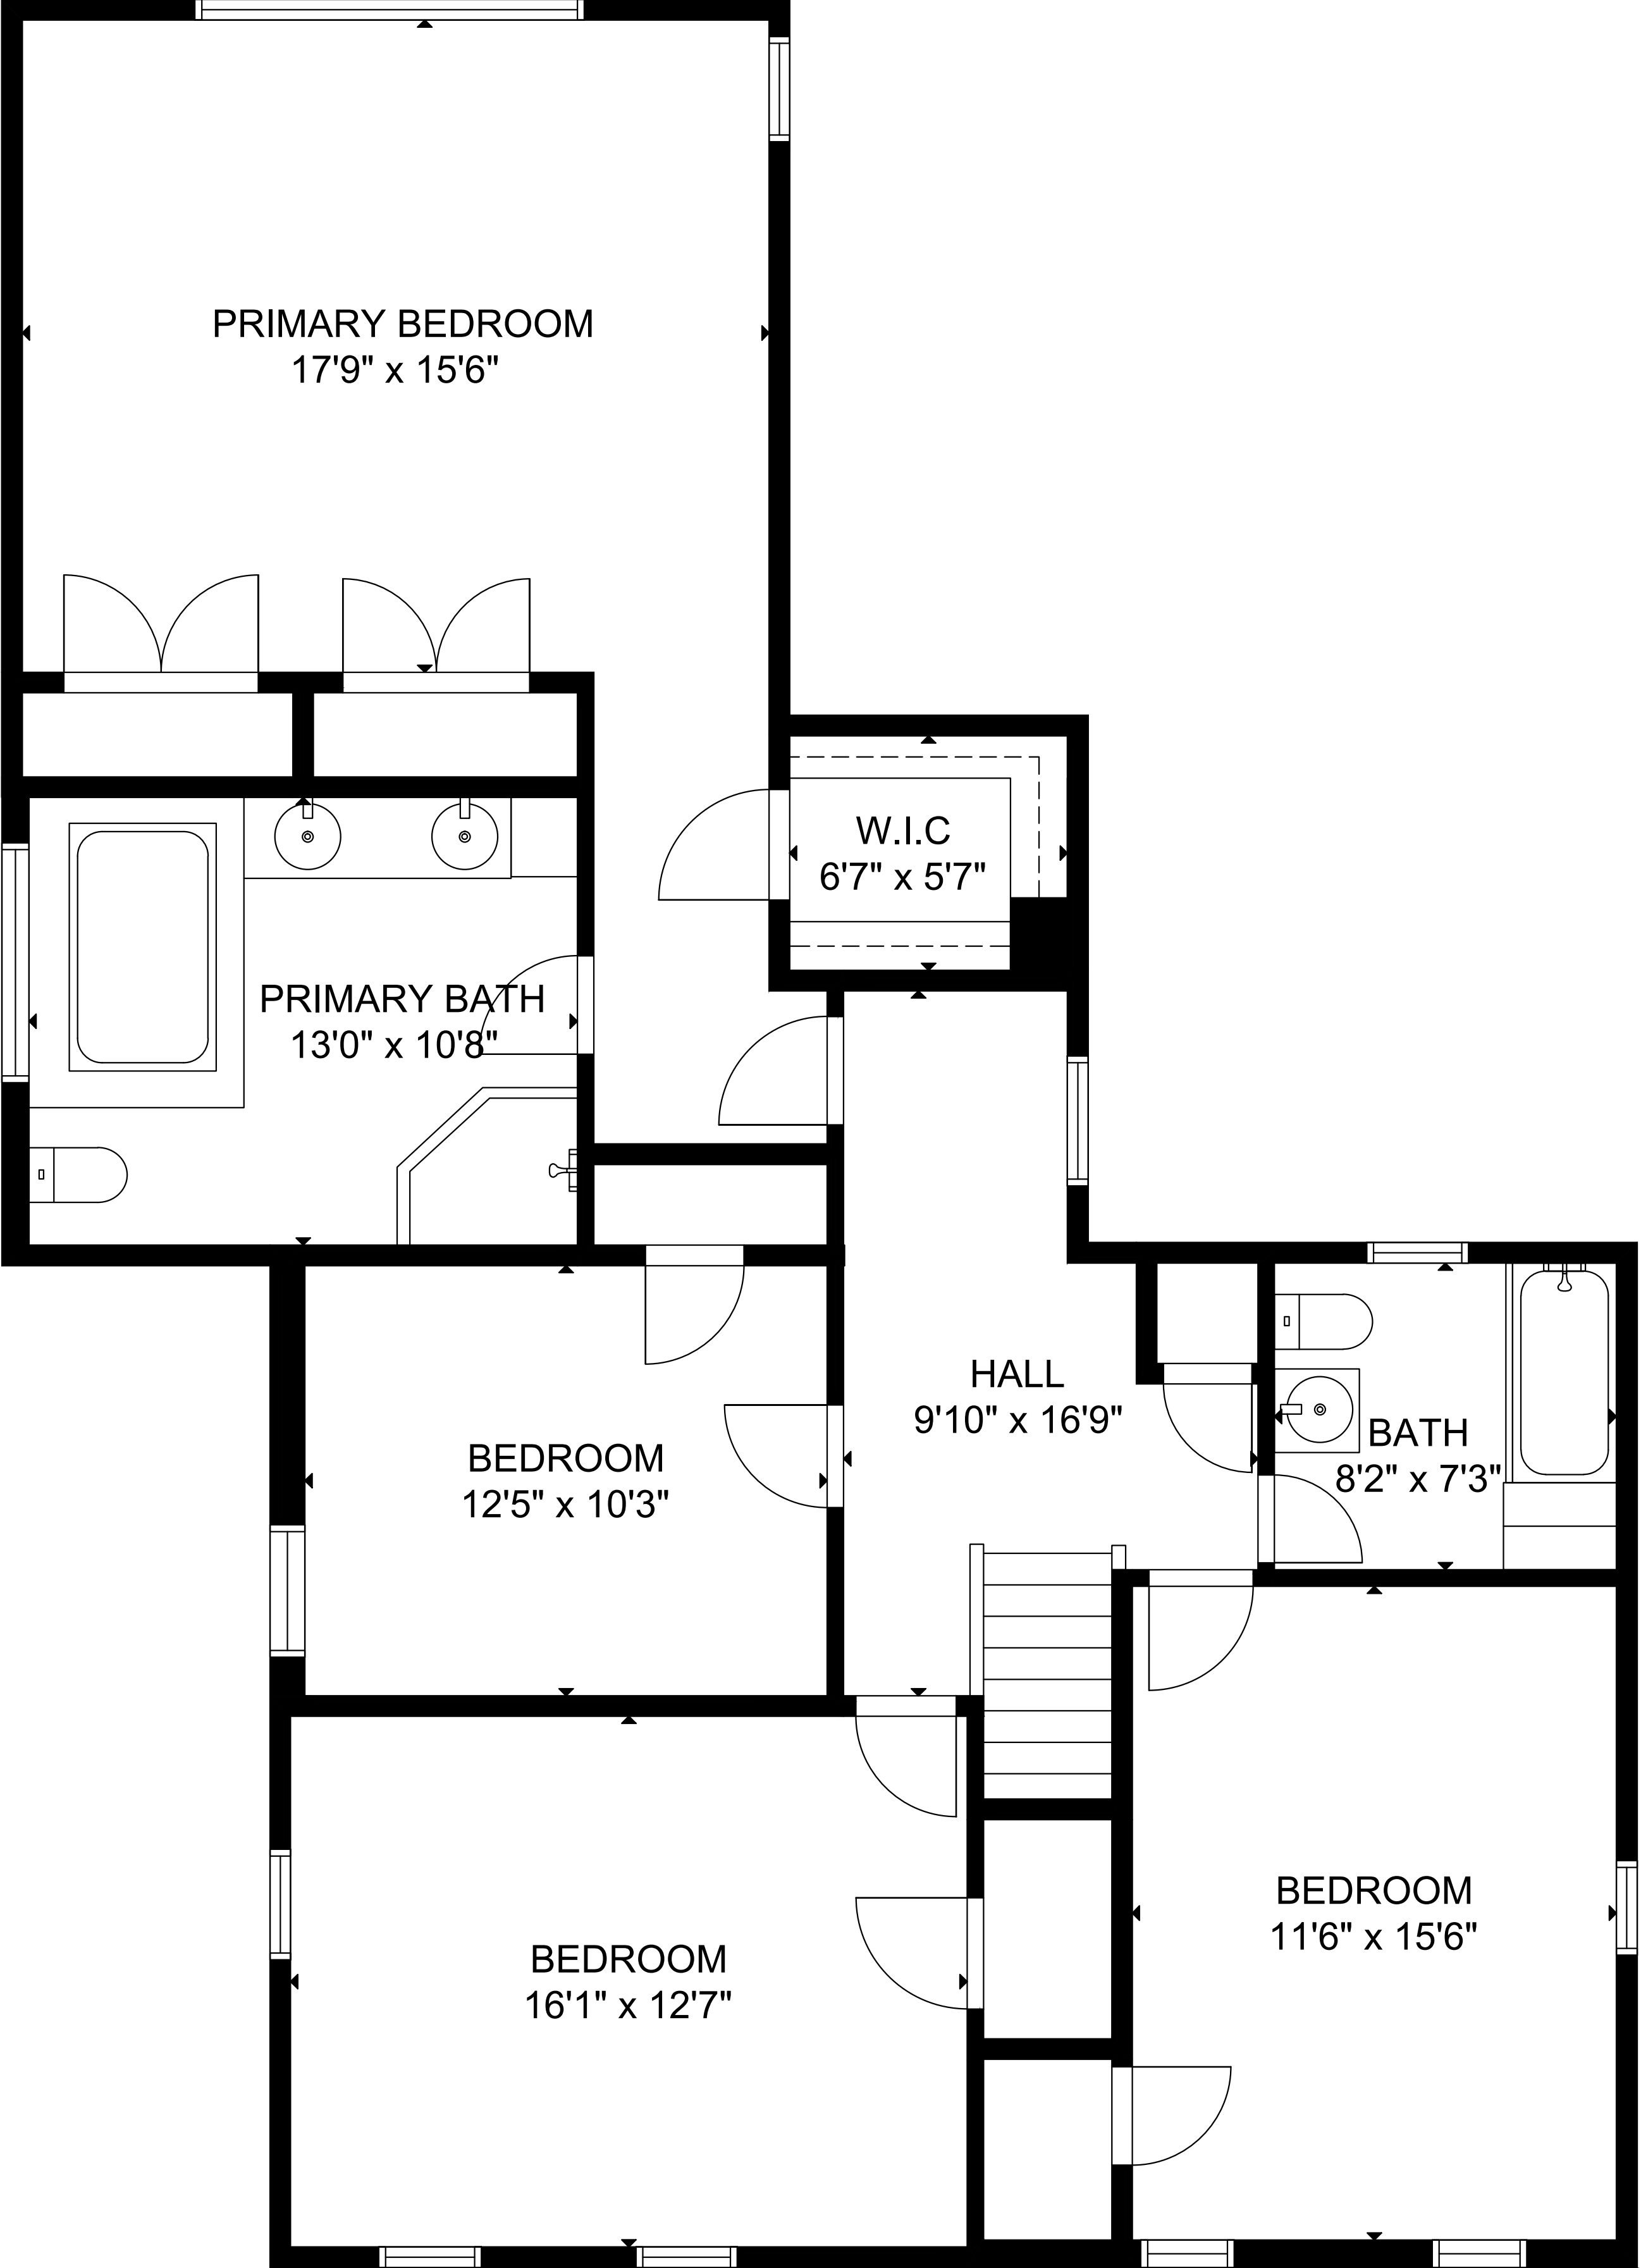 PRIMARY BEDROOM
17'9" x 15'6"
W.I.C
6'7" x 5'7"
PRIMARY BATH
13'0" x 10'8"
HALL
9'10" x 16'9"
BATH
8'2" x 7'3"
BEDROOM
12'5" x 10'3"
BEDROOM
11'6" x 15'6"
BEDROOM
16'1" x 12'7"